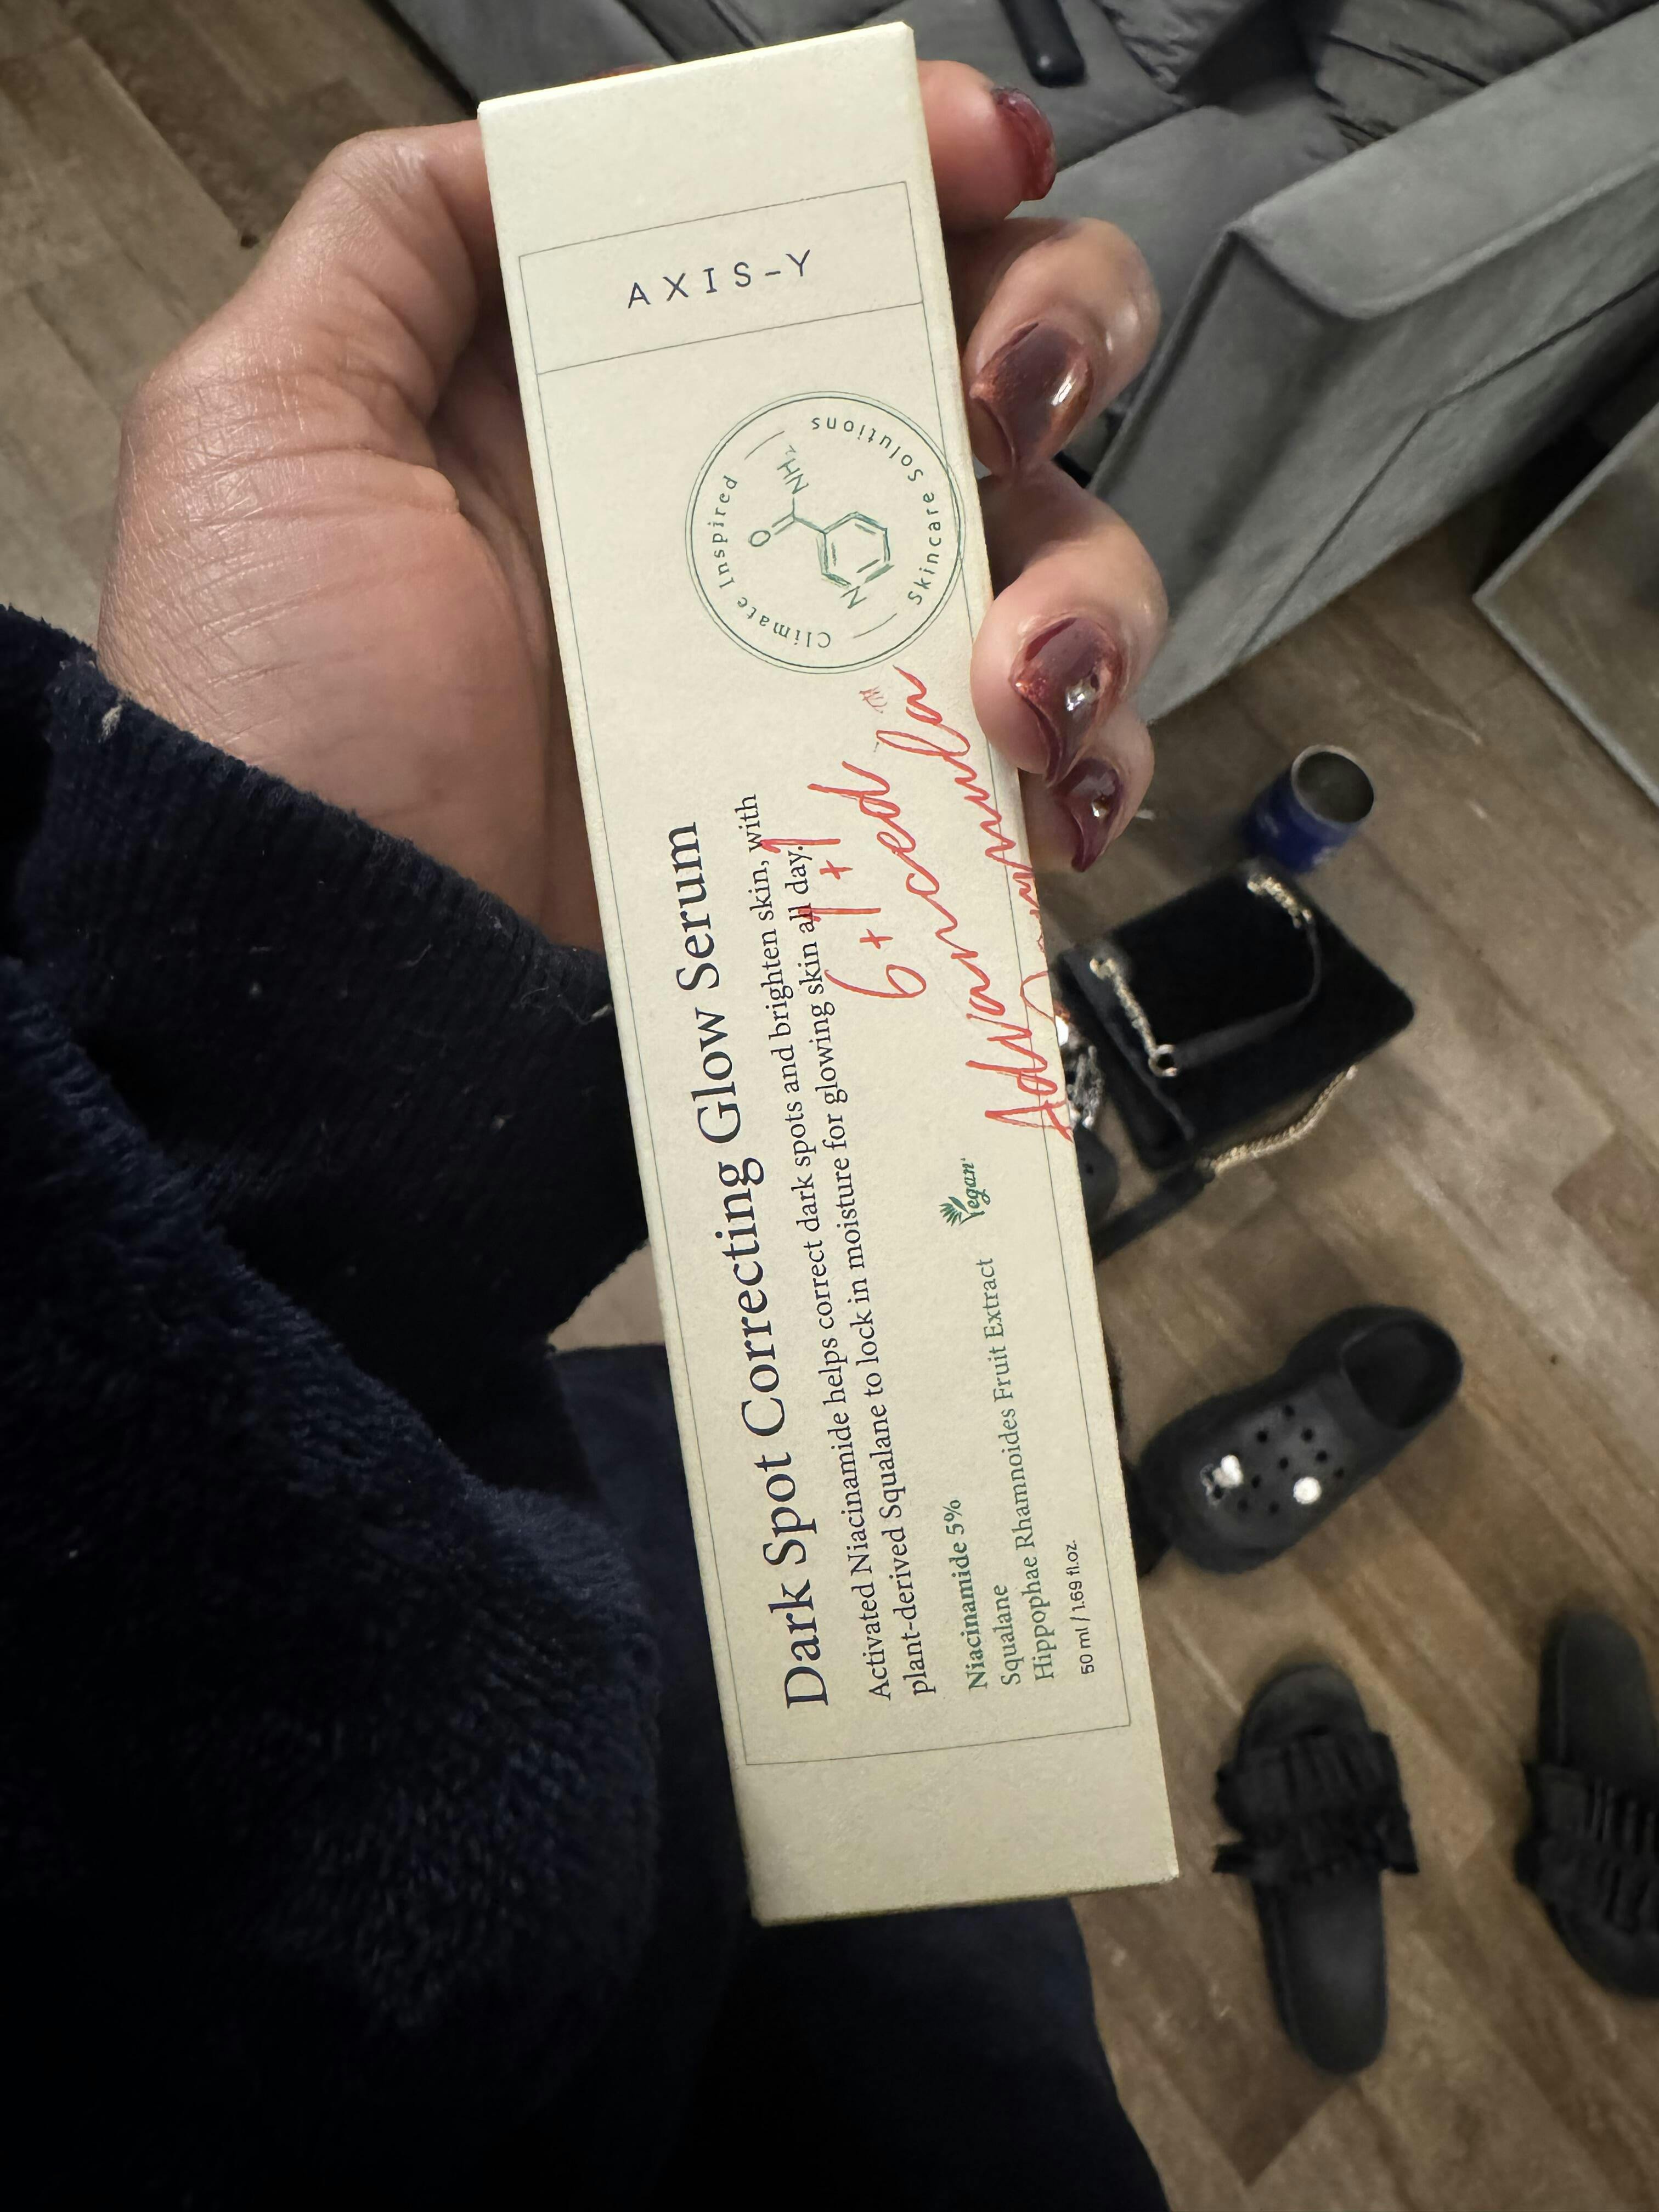 AXIS-Y
Climate Inspired
Skincare Solutions
O
NH₂
N
Dark Spot Correcting Glow Serum
Activated Niacinamide helps correct dark spots and brighten skin, with
plant-derived Squalane to lock in moisture for glowing skin all day.
6+1+1
Advanced
Formula™
Niacinamide 5%
Squalane
Hippophae Rhamnoides Fruit Extract
Vegan
50 ml / 1.69 fl.oz.